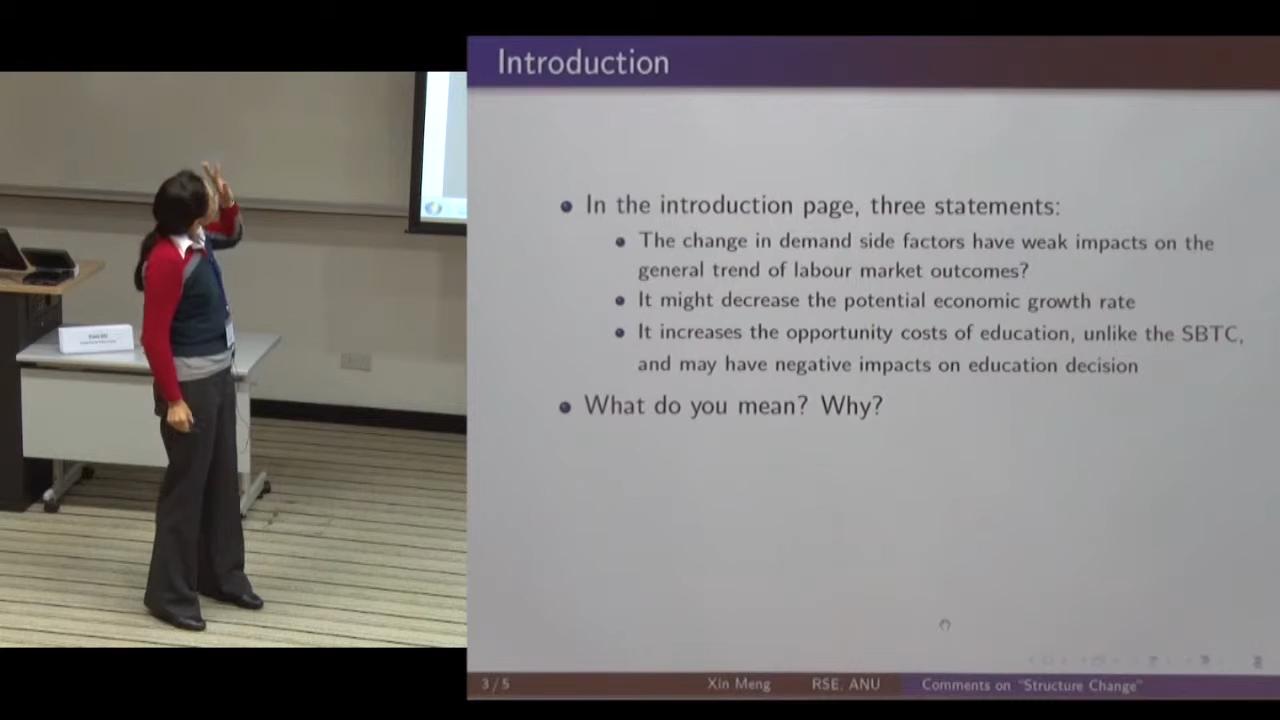 Introduction
In the introduction page, three statements:
The change in demand side factors have weak impacts on the
general trend of labour market outcomes?
It might decrease the potential economic growth rate
It increases the opportunity costs of education, unlike the SBTC,
and may have negative impacts on education decision
What do you mean? Why?
3/5 Xin Meng RSE, ANU Comments on "Structure Change"